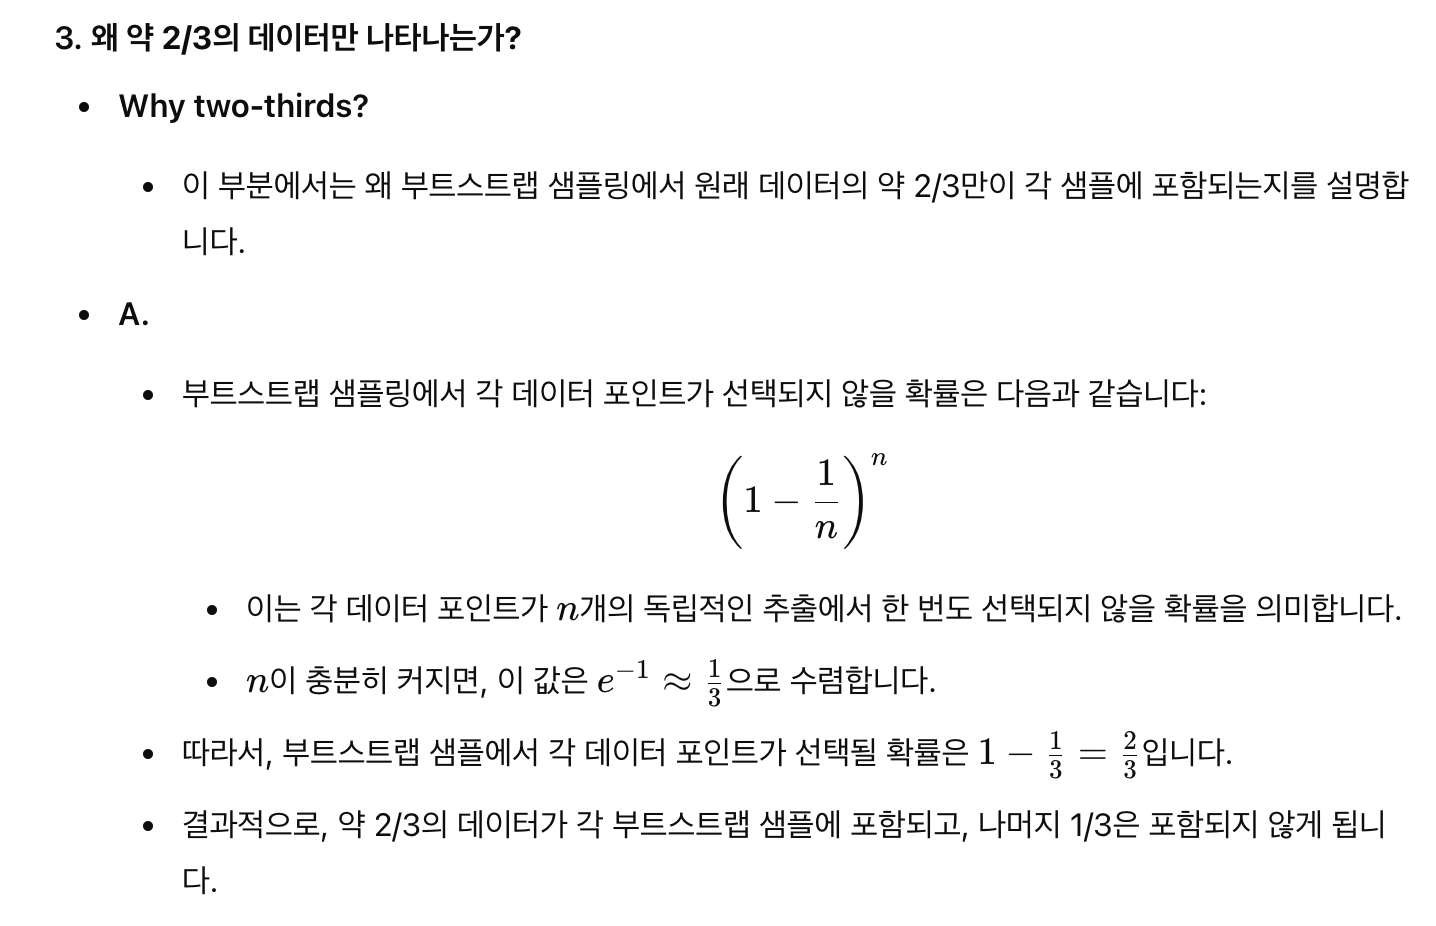 3. 왜 약 2/3의 데이터만 나타나는가?
• Why two-thirds?
• 이 부분에서는 왜 부트스트랩 샘플링에서 원래 데이터의 약 2/3만이 각 샘플에 포함되는지를 설명합
니다.
• A.
• 부트스트랩 샘플링에서 각 데이터 포인트가 선택되지 않을 확률은 다음과 같습니다:
$\left(1 - \frac{1}{n}\right)^n$
• 이는 각 데이터 포인트가 $n$개의 독립적인 추출에서 한 번도 선택되지 않을 확률을 의미합니다.
• $n$이 충분히 커지면, 이 값은 $e^{-1} \approx \frac{1}{3}$으로 수렴합니다.
• 따라서, 부트스트랩 샘플에서 각 데이터 포인트가 선택될 확률은 $1 - \frac{1}{3} = \frac{2}{3}$입니다.
• 결과적으로, 약 2/3의 데이터가 각 부트스트랩 샘플에 포함되고, 나머지 1/3은 포함되지 않게 됩니
다.